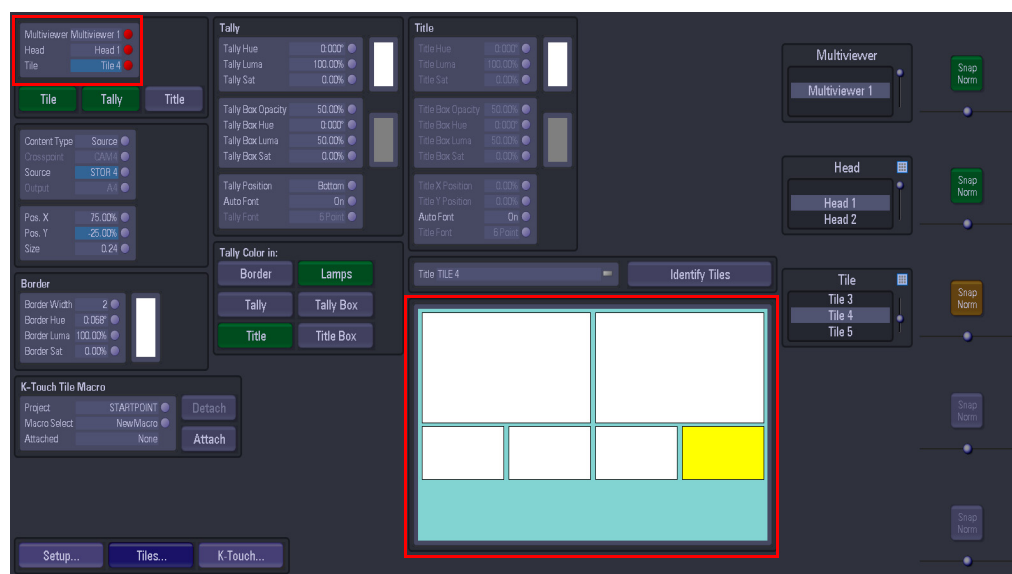 Multiviewer Multiviewer 1
Head Head 1
Tile Tile 4
Tile Tally Title
Content Type Source
Crosspoint CAM4
Source STOR 4
Output A4
Pos. X 75.00%
Pos. Y -25.00%
Size 0.24
Border
Border Width 2
Border Hue 0.068°
Border Luma 100.00%
Border Sat 0.00%
K-Touch Tile Macro
Project STARTPOINT
Macro Select NewMacro
Attached None
Detach
Attach
Setup... Tiles... K-Touch...
Tally
Tally Hue 0.000°
Tally Luma 100.00%
Tally Sat 0.00%
Tally Box Opacity 50.00%
Tally Box Hue 0.000°
Tally Box Luma 50.00%
Tally Box Sat 0.00%
Tally Position Bottom
Auto Font On
Tally Font 6 Point
Tally Color in:
Border Lamps
Tally Tally Box
Title Title Box
Title
Title Hue 0.000°
Title Luma 100.00%
Title Sat 0.00%
Title Box Opacity 50.00%
Title Box Hue 0.000°
Title Box Luma 50.00%
Title Box Sat 0.00%
Title X Position 0.00%
Title Y Position 0.00%
Auto Font On
Title Font 6 Point
Title TILE 4
Identify Tiles
Multiviewer
Multiviewer 1
Head
Head 1
Head 2
Tile
Tile 3
Tile 4
Tile 5
Snap
Norm
Snap
Norm
Snap
Norm
Snap
Norm
Snap
Norm